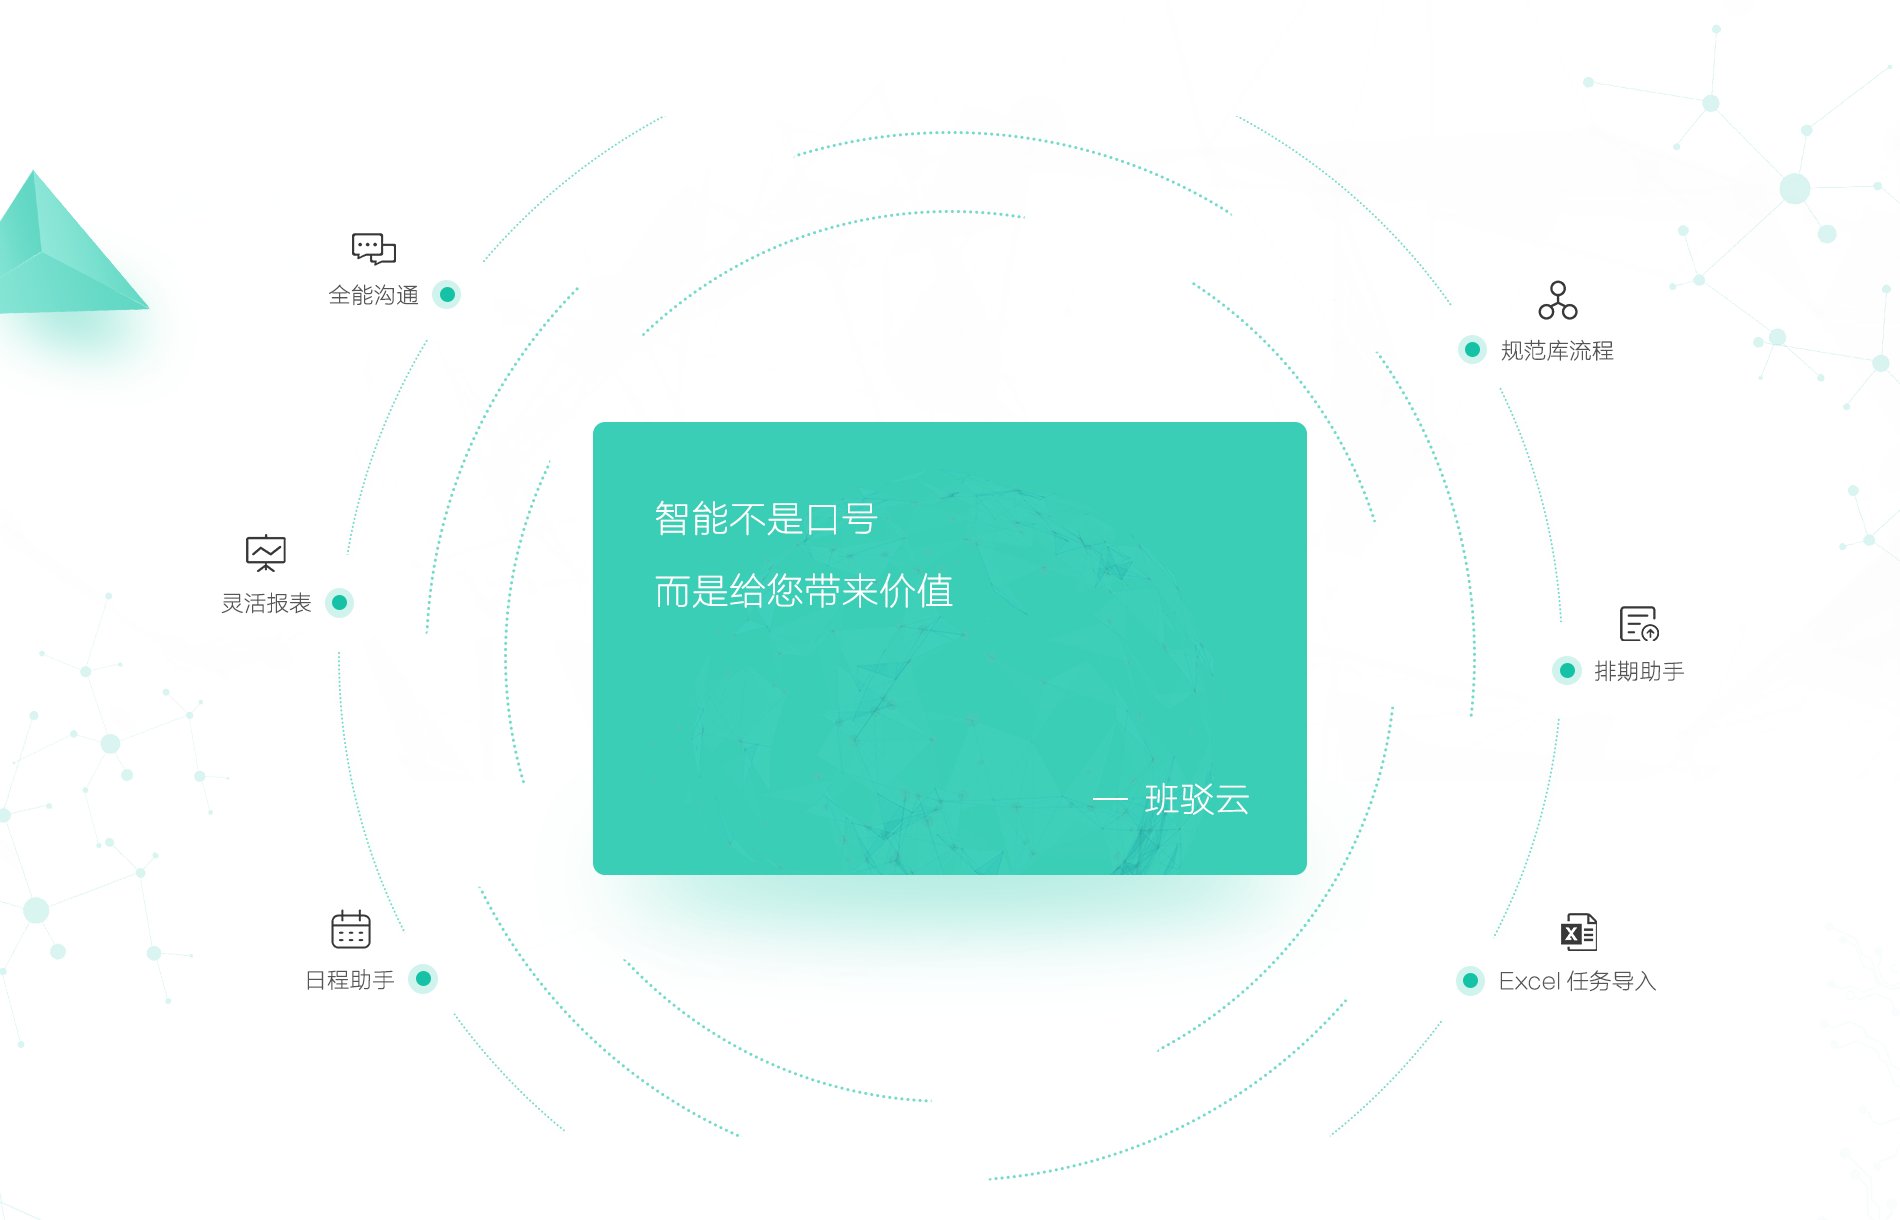 全能沟通
规范库流程
智能不是口号
而是给您带来价值
灵活报表
排期助手
— 班驳云
日程助手
Excel 任务导入